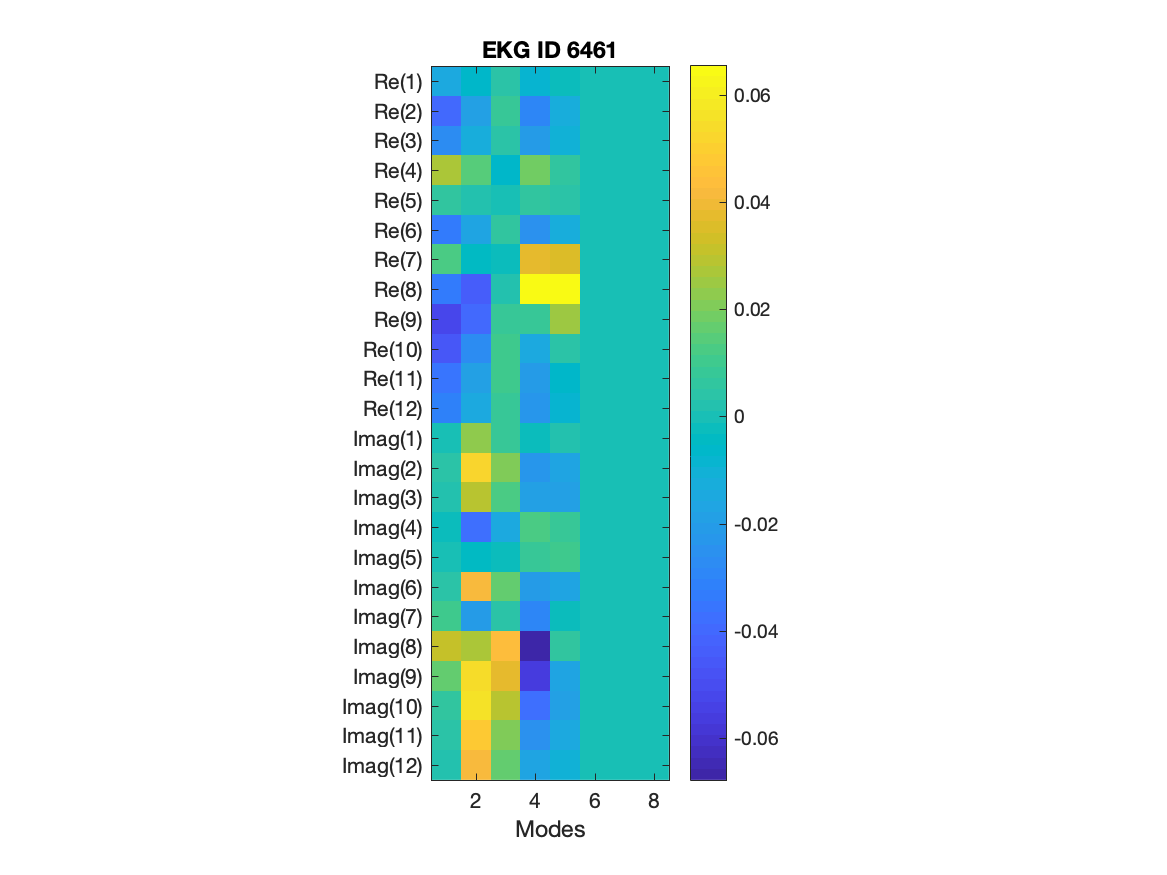 EKG ID 6461
Re(1)
Re(2)
Re(3)
Re(4)
Re(5)
Re(6)
Re(7)
Re(8)
Re(9)
Re(10)
Re(11)
Re(12)
Imag(1)
Imag(2)
Imag(3)
Imag(4)
Imag(5)
Imag(6)
Imag(7)
Imag(8)
Imag(9)
Imag(10)
Imag(11)
Imag(12)
2 4 6 8
Modes
0.06
0.04
0.02
0
-0.02
-0.04
-0.06